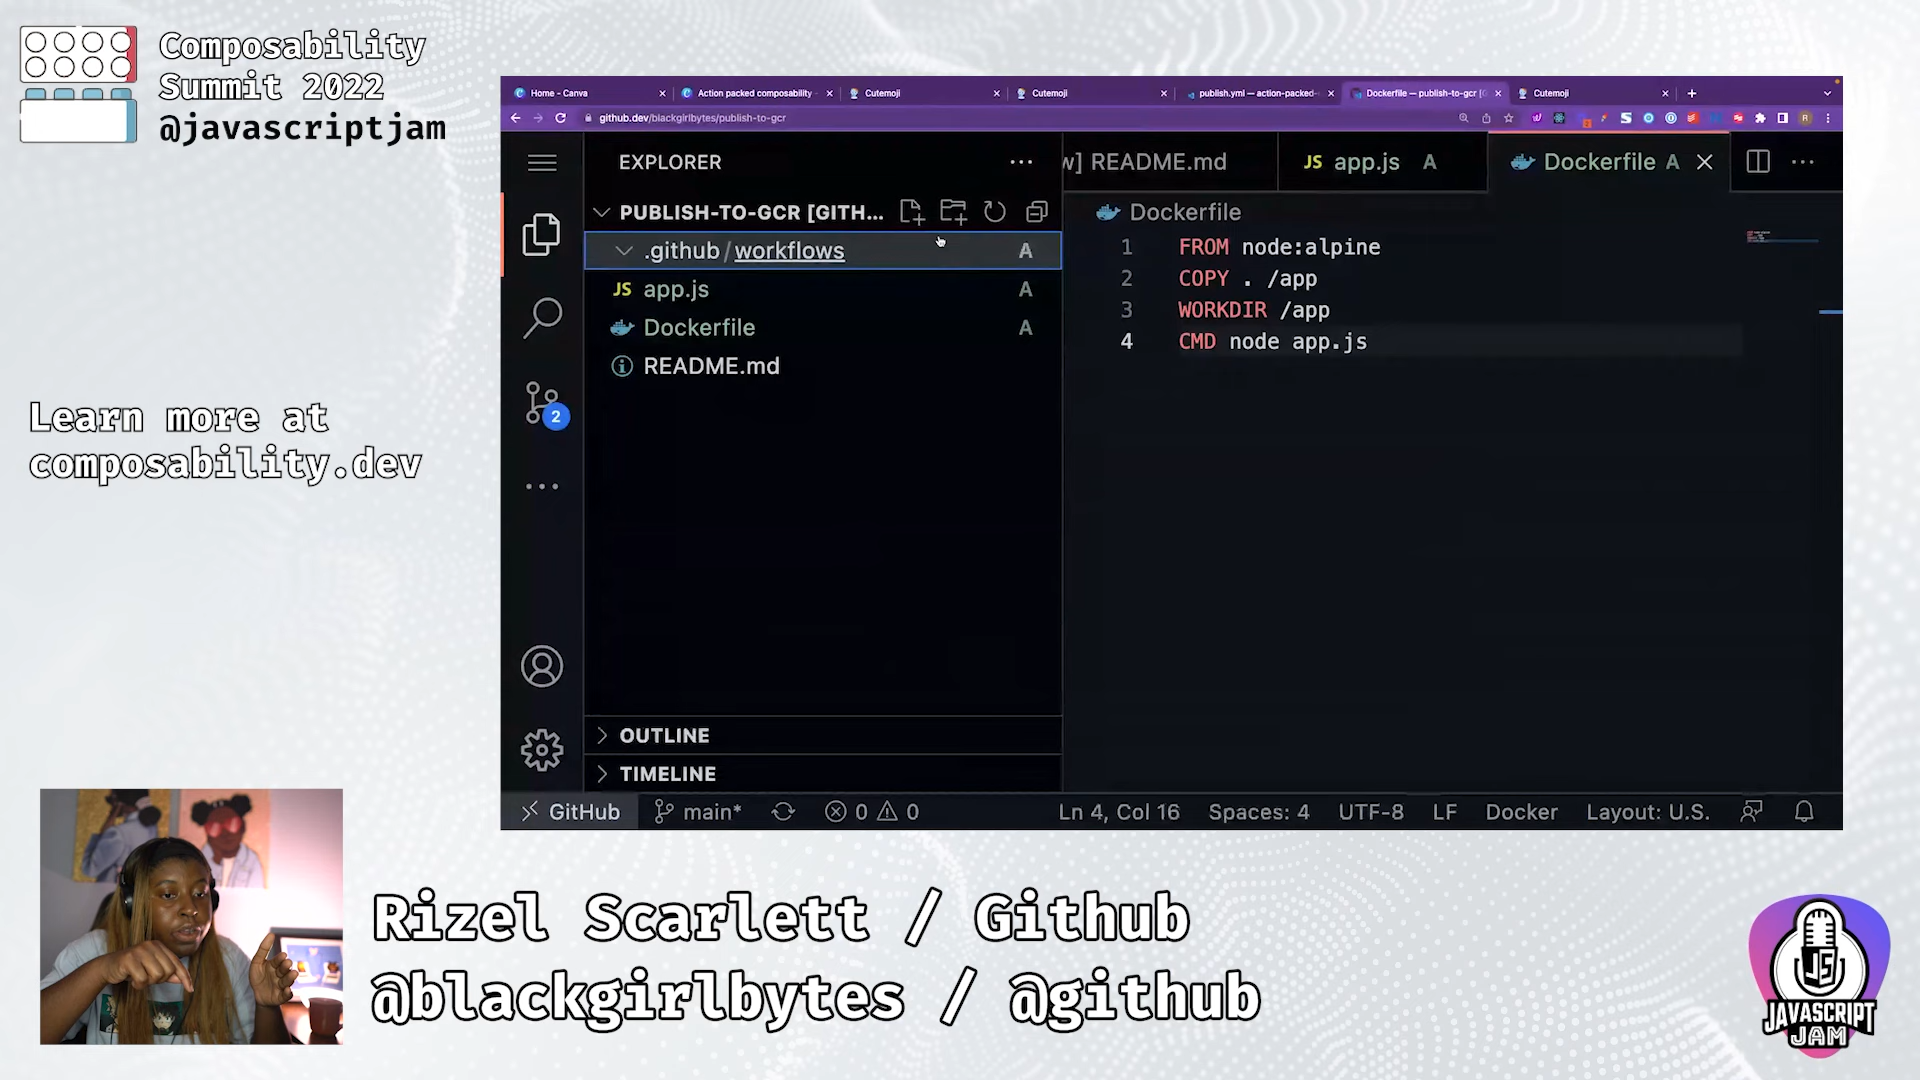 Composability
Summit 2022
@javascriptjam
Learn more at
composability.dev
Home - Canva
Action packed composability
Cutemoji
Cutemoji
publish.yml — action-packed-
Dockerfile — publish-to-gcr [G
Cutemoji
github.dev/blackgirlbytes/publish-to-gcr
EXPLORER
w] README.md
JS app.js A
Dockerfile A
PUBLISH-TO-GCR [GITH...
Dockerfile
.github / workflows A
JS app.js A
Dockerfile A
README.md
1 FROM node:alpine
2 COPY . /app
3 WORKDIR /app
4 CMD node app.js
2
OUTLINE
TIMELINE
GitHub main* 0 0 Ln 4, Col 16 Spaces: 4 UTF-8 LF Docker Layout: U.S.
Rizel Scarlett / Github
@blackgirlbytes / @github
JS
JAVASCRIPT
JAM